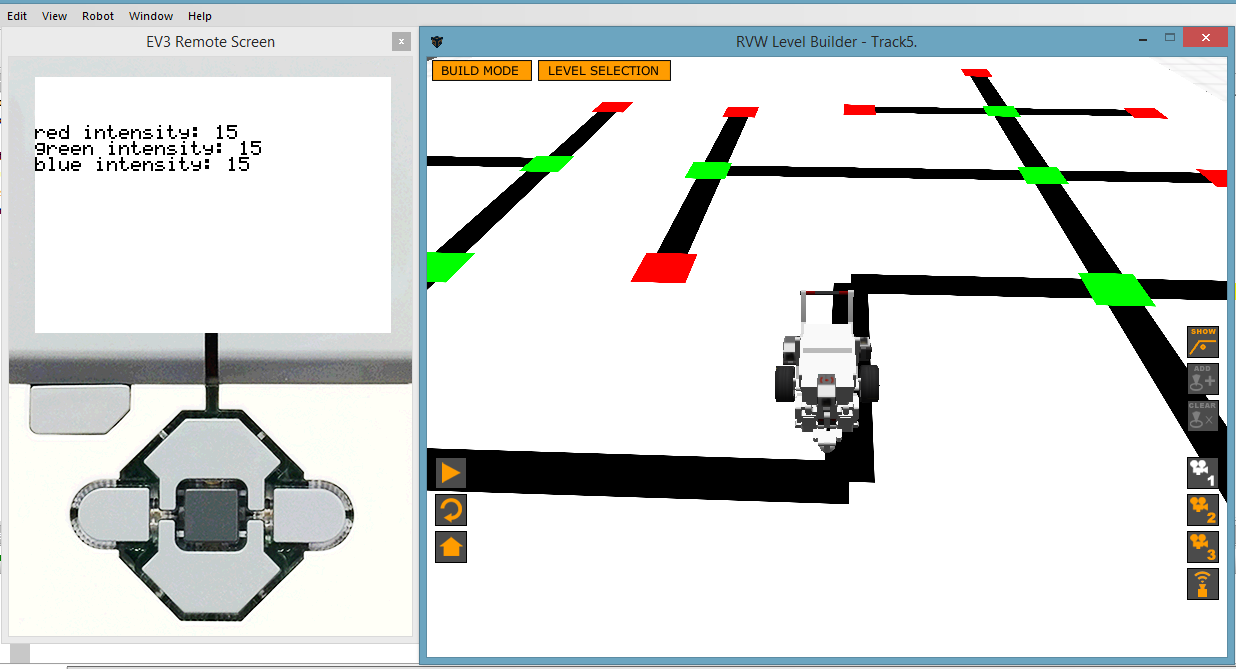 Edit View Robot Window Help
EV3 Remote Screen
x
RVW Level Builder - Track5.
BUILD MODE
LEVEL SELECTION
red intensity: 15
green intensity: 15
blue intensity: 15
SHOW
ADD
CLEAR
1
2
3